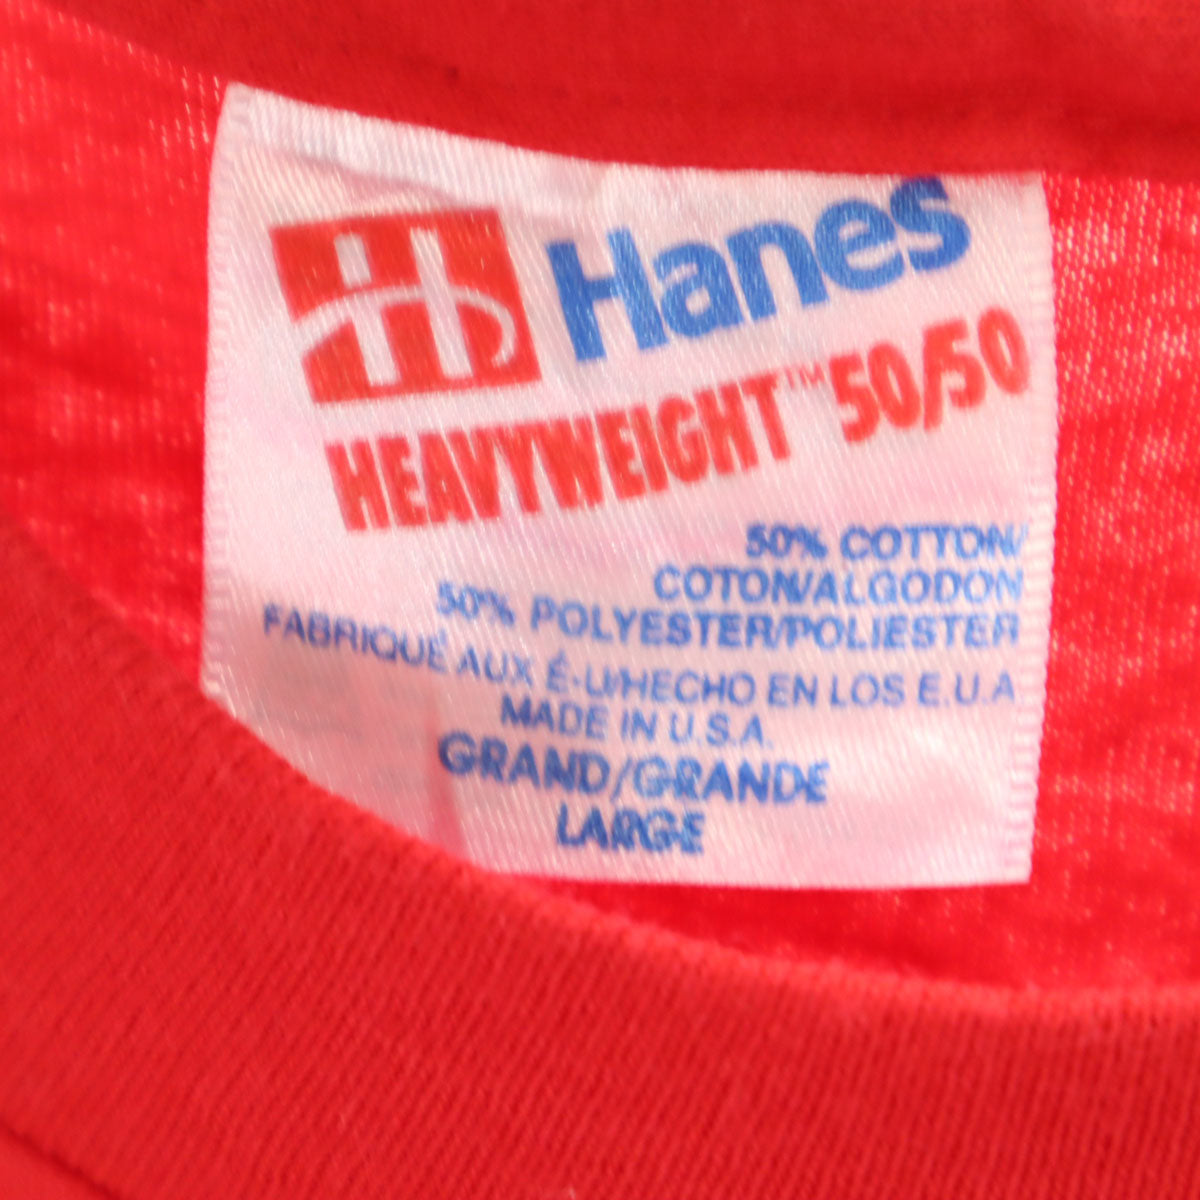 Hanes
HEAVYWEIGHT™ 50/50
50% COTTON/
COTON/ALGODON
50% POLYESTER/POLIESTER
FABRIQUÉ AUX É-U/HECHO EN LOS E.U.A
MADE IN U.S.A.
GRAND/GRANDE
LARGE